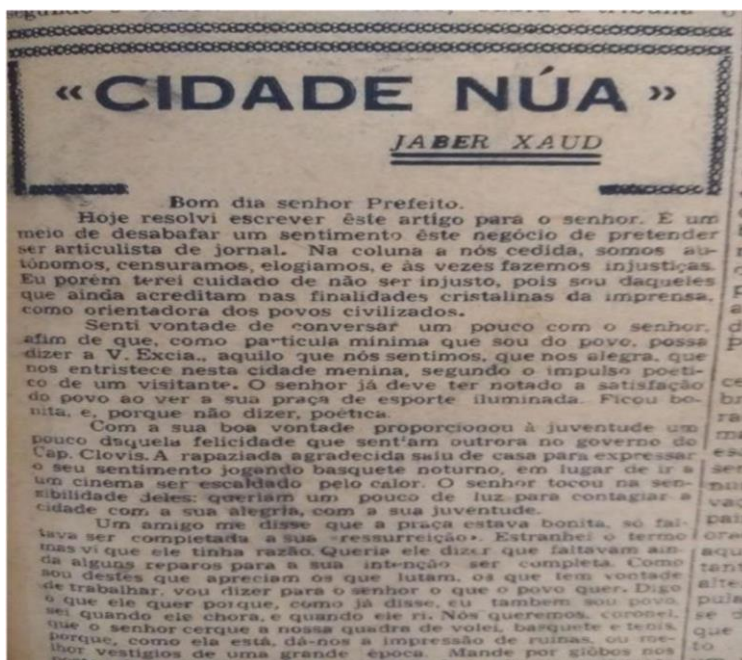 « CIDADE NÚA »
JABER XAUD
Bom dia senhor Prefeito.
Hoje resolvi escrever êste artigo para o senhor. E um
meio de desabafar um sentimento êste negócio de pretender
ser articulista de jornal. Na coluna a nós cedida, somos au-
tônomos, censuramos, elogiamos, e às vezes fazemos injustiças.
Eu porém terei cuidado de não ser injusto, pois sou daqueles
que ainda acreditam nas finalidades cristalinas da imprensa,
como orientadora dos povos civilizados.
Senti vontade de conversar um pouco com o senhor,
afim de que, como partícula mínima que sou do povo, possa
dizer a V. Excia., aquilo que nós sentimos, que nos alegra, que
nos entristece nesta cidade menina, segundo o impulso poéti-
co de um visitante. O senhor já deve ter notado a satisfação
do povo ao ver a sua praça de esporte iluminada. Ficou bo-
nita, e, porque não dizer, poética.
Com a sua boa vontade proporcionou à juventude um
pouco daquela felicidade que sent'am outrora no governo do
Cap. Clovis. A rapaziada agradecida saiu de casa para expressar
o seu sentimento jogando basquete noturno, em lugar de ir a
um cinema ser escaldado pelo calor. O senhor tocou na sen-
sibilidade deles: queriam um pouco de luz para contagiar a
cidade com a sua alegria, com a sua juventude.
Um amigo me disse que a praça estava bonita, só fal-
tava ser completada a sua «ressurreição». Estranhei o termo
mas vi que ele tinha razão. Queria ele dizer que faltavam ain-
da alguns reparos para a sua intenção ser completa. Como
sou destes que apreciam os que lutam, os que tem vontade
de trabalhar, vou dizer para o senhor o que o povo quer. Digo
o que ele quer porque, como já disse, eu tambem sou povo,
sei quando ele chora, e quando ele ri. Nós queremos, coronel,
que o senhor cerque a nossa quadra de volei, basquete e tenis,
porque, como ela está, dá-nos a impressão de ruinas, ou me-
lhor vestigios de uma grande época. Mande por glôbos nos